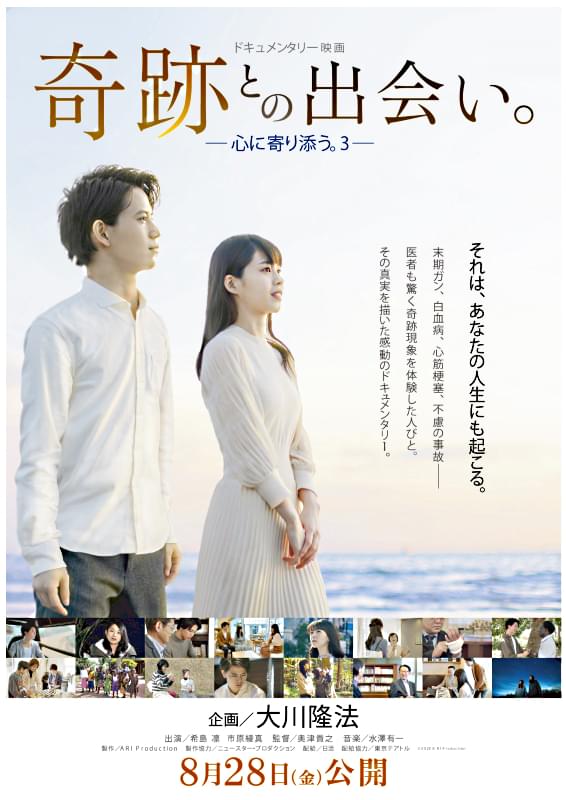 ドキュメンタリー映画
奇跡との出会い。
―心に寄り添う。3―
それは、あなたの人生にも起こる。
末期ガン、白血病、心筋梗塞、不慮の事故――
医者も驚く奇跡現象を体験した人びと。
その真実を描いた感動のドキュメンタリー。
企画／大川隆法
出演／希島 凛 市原綾真 監督／奥津貴之 音楽／水澤有一
製作／ARI Production 製作協力／ニュースター・プロダクション 配給／日活 配給協力／東京テアトル ©2020 ARI Production
8月28日(金)公開